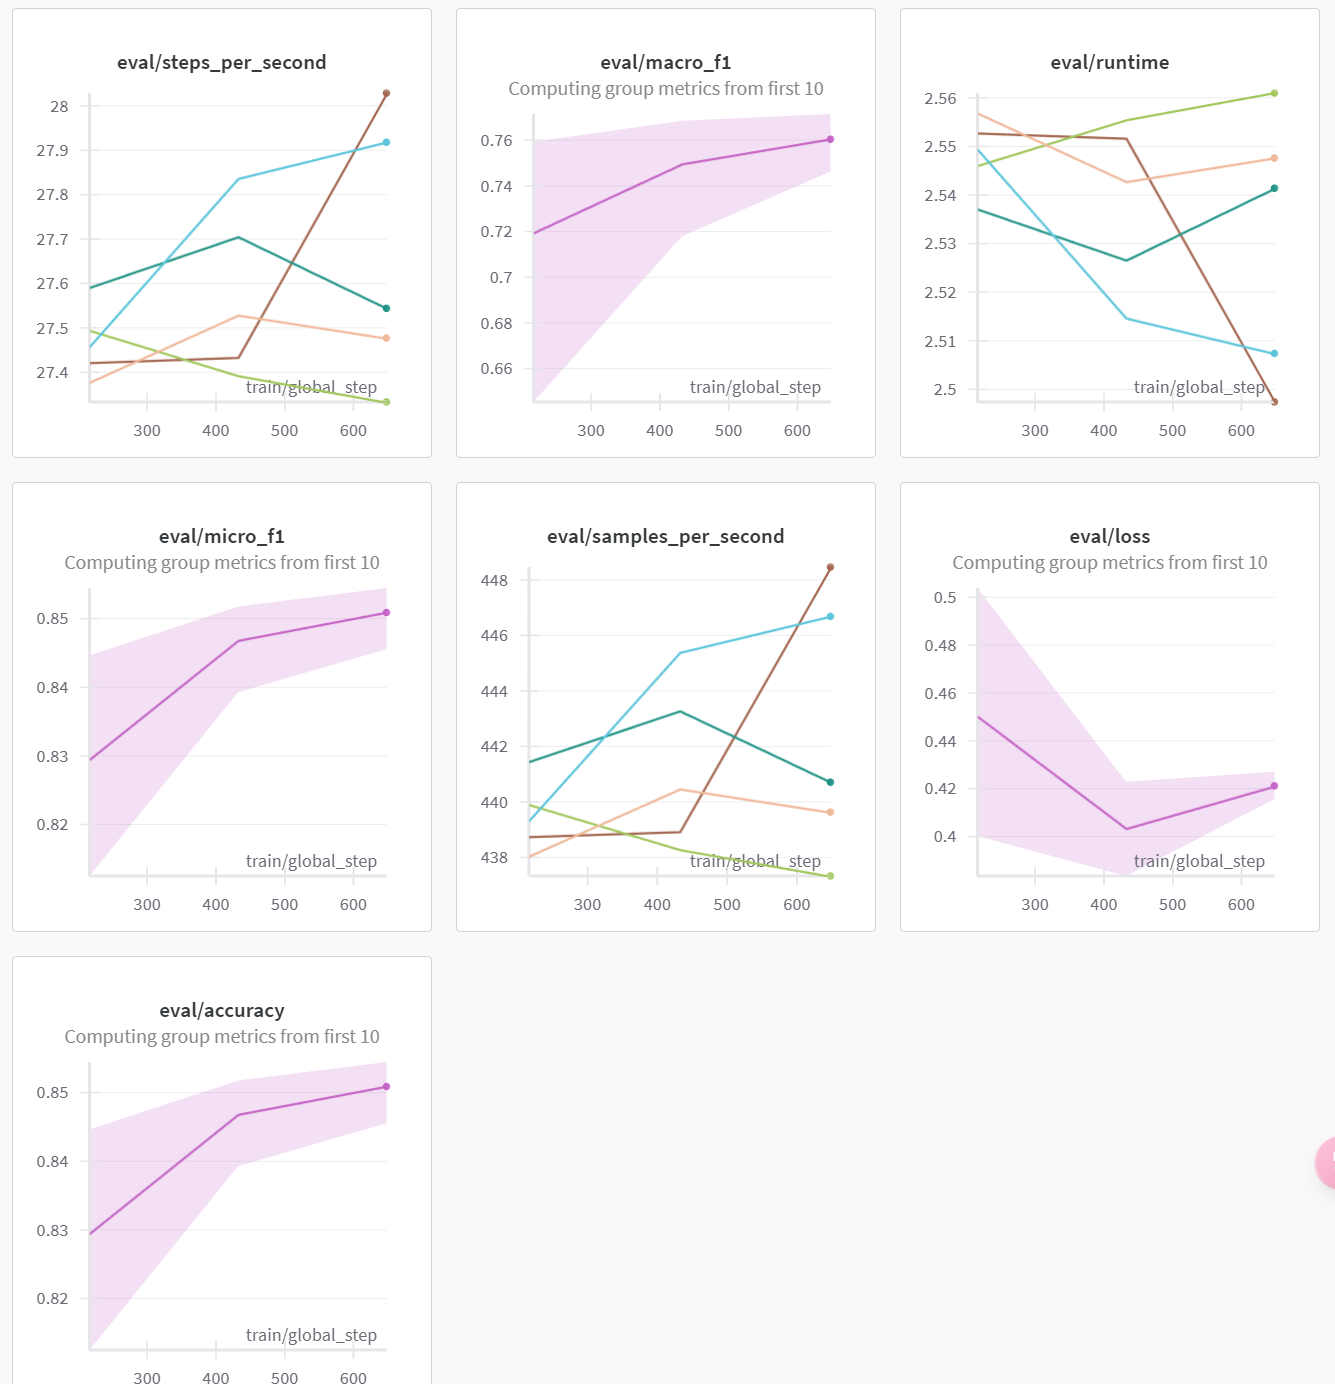 eval/steps_per_second
28
27.9
27.8
27.7
27.6
27.5
27.4
train/global_step
300 400 500 600
eval/macro_f1
Computing group metrics from first 10
0.76
0.74
0.72
0.7
0.68
0.66
train/global_step
300 400 500 600
eval/runtime
2.56
2.55
2.54
2.53
2.52
2.51
2.5
train/global_step
300 400 500 600
eval/micro_f1
Computing group metrics from first 10
0.85
0.84
0.83
0.82
train/global_step
300 400 500 600
eval/samples_per_second
448
446
444
442
440
438
train/global_step
300 400 500 600
eval/loss
Computing group metrics from first 10
0.5
0.48
0.46
0.44
0.42
0.4
train/global_step
300 400 500 600
eval/accuracy
Computing group metrics from first 10
0.85
0.84
0.83
0.82
train/global_step
300 400 500 600